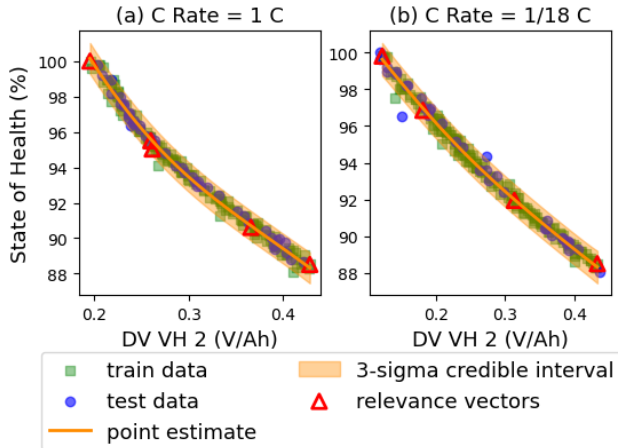 (a) C Rate = 1 C
(b) C Rate = 1/18 C
State of Health (%)
100
98
96
94
92
90
88
0.2
0.3
0.4
DV VH 2 (V/Ah)
100
98
96
94
92
90
88
0.2
0.3
0.4
DV VH 2 (V/Ah)
train data
test data
point estimate
3-sigma credible interval
relevance vectors